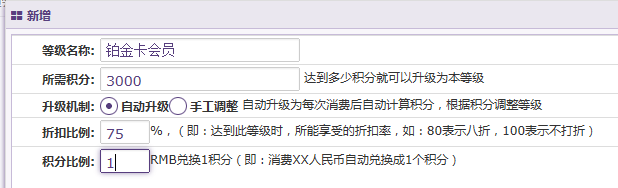 新增
等级名称: 铂金卡会员
所需积分: 3000 达到多少积分就可以升级为本等级
升级机制: 自动升级 手工调整 自动升级为每次消费后自动计算积分，根据积分调整等级
折扣比例: 75 %，（即：达到此等级时，所能享受的折扣率，如：80表示八折，100表示不打折）
积分比例: 1 RMB兑换1积分（即：消费XX人民币自动兑换成1个积分）